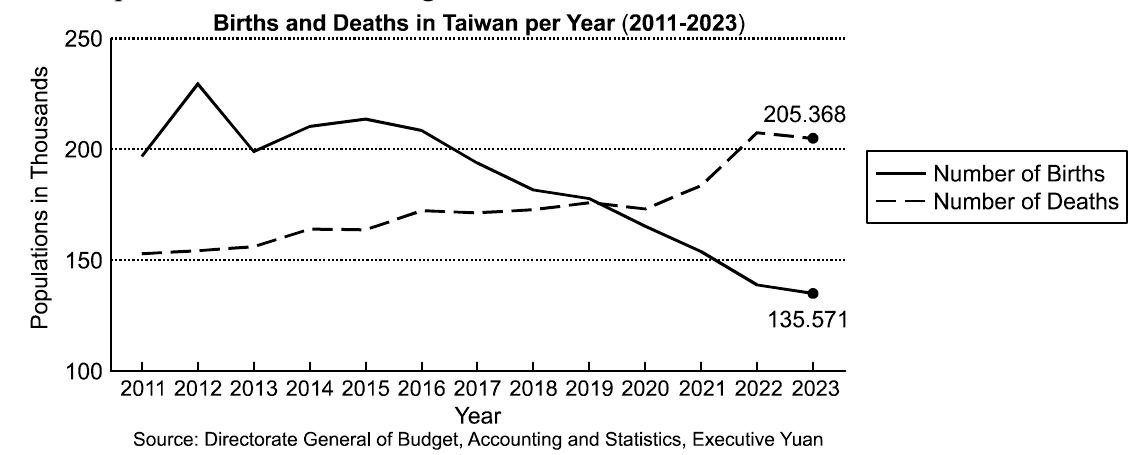 Births and Deaths in Taiwan per Year (2011-2023)
Populations in Thousands
250
200
150
100
205.368
135.571
Number of Births
Number of Deaths
2011 2012 2013 2014 2015 2016 2017 2018 2019 2020 2021 2022 2023
Year
Source: Directorate General of Budget, Accounting and Statistics, Executive Yuan